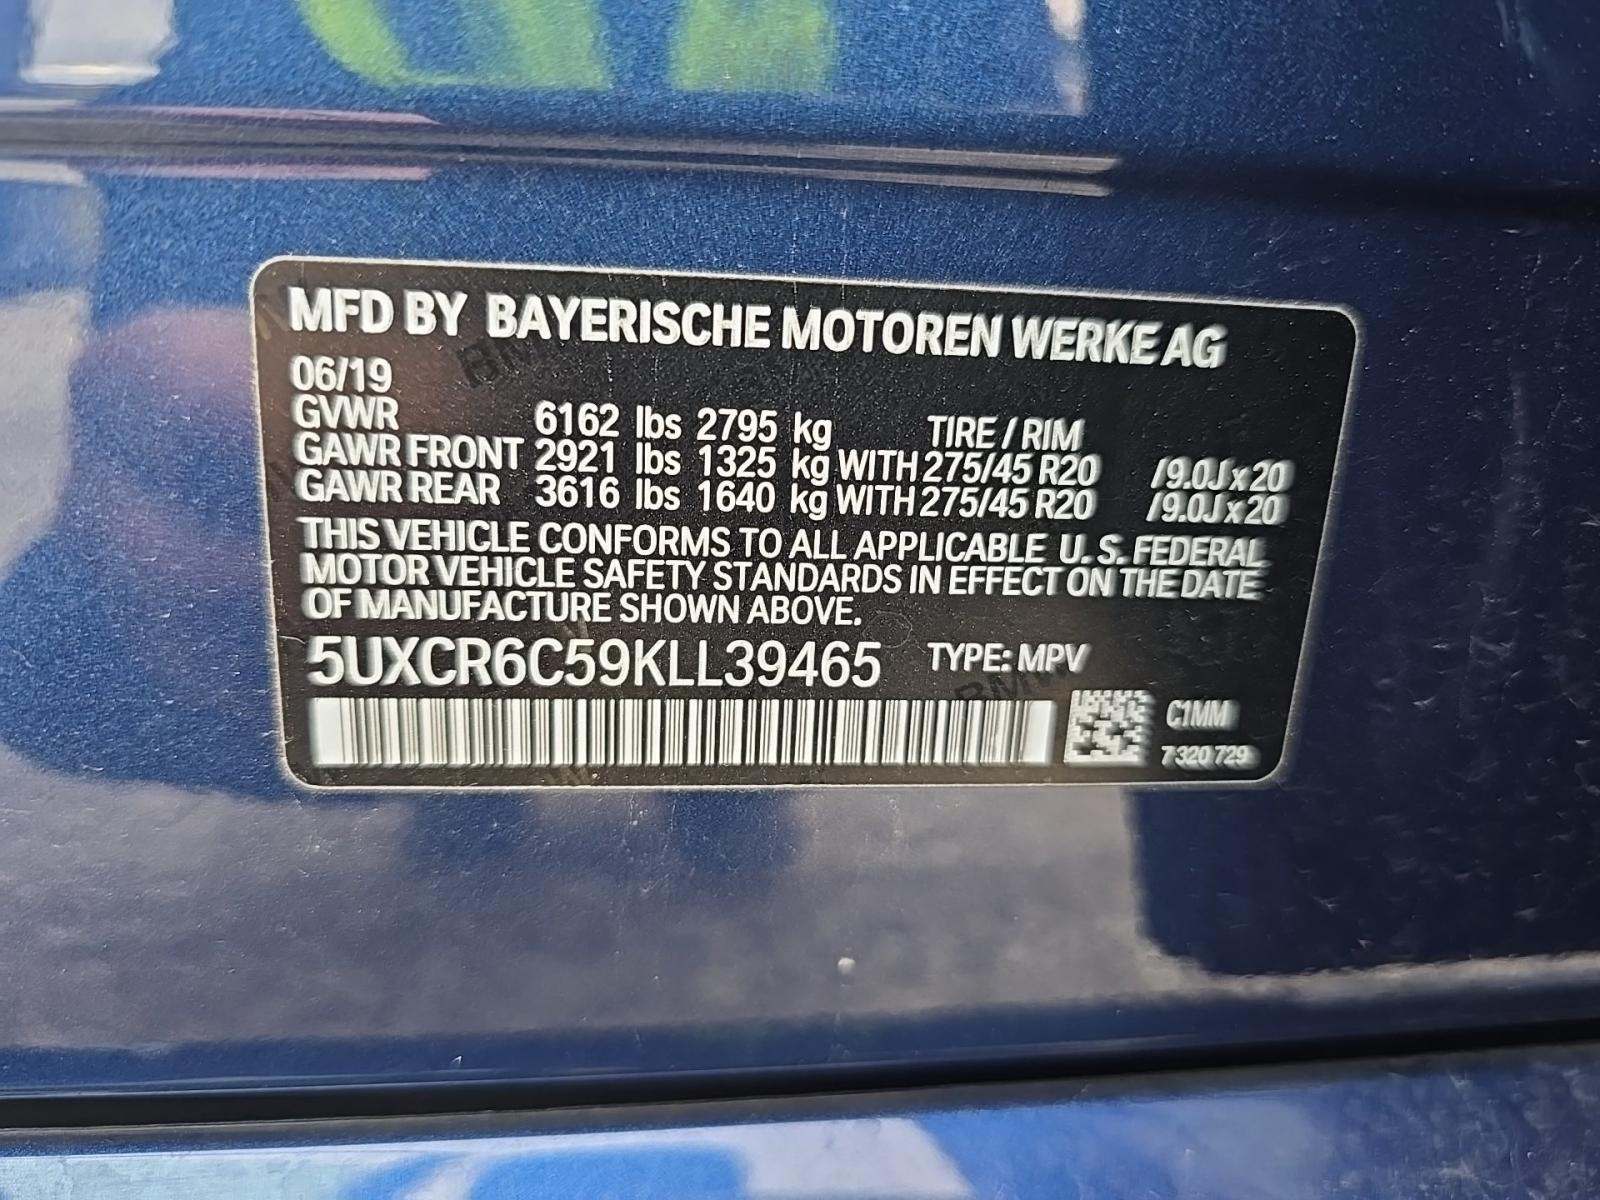 MFD BY BAYERISCHE MOTOREN WERKE AG
06/19
GVWR 6162 lbs 2795 kg TIRE / RIM
GAWR FRONT 2921 lbs 1325 kg WITH 275/45 R20 /9.0J x 20
GAWR REAR 3616 lbs 1640 kg WITH 275/45 R20 /9.0J x 20
THIS VEHICLE CONFORMS TO ALL APPLICABLE U. S. FEDERAL
MOTOR VEHICLE SAFETY STANDARDS IN EFFECT ON THE DATE
OF MANUFACTURE SHOWN ABOVE.
5UXCR6C59KLL39465 TYPE: MPV
C1MM
7 320 729